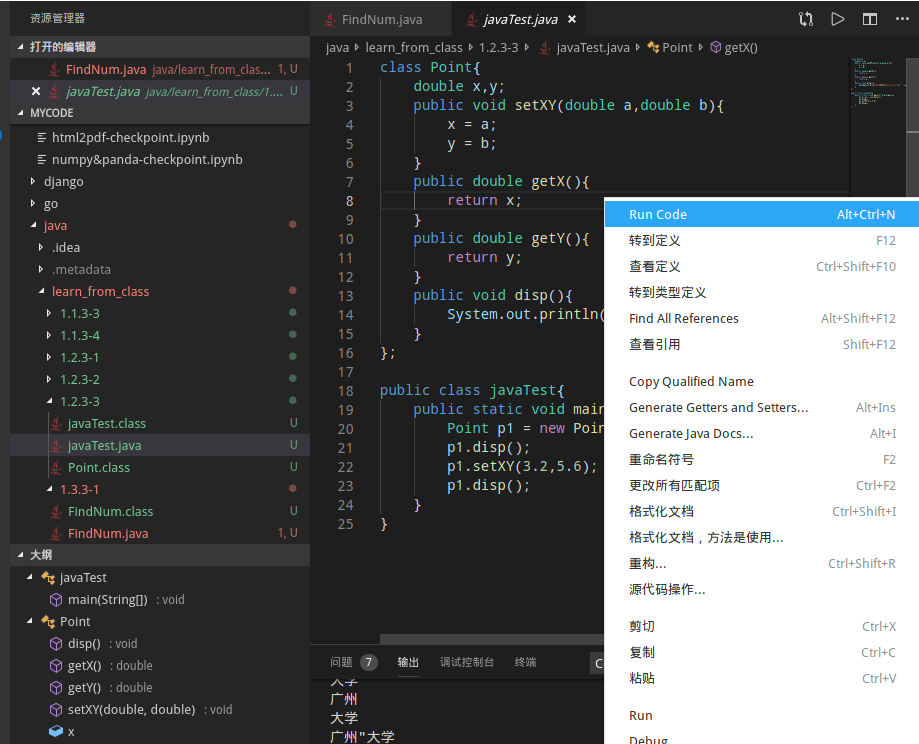 资源管理器
打开的编辑器
FindNum.java java/learn_from_clas... 1, U
javaTest.java java/learn_from_class/1.... U
MYCODE
html2pdf-checkpoint.ipynb
numpy&panda-checkpoint.ipynb
django
go
java
.idea
.metadata
learn_from_class
1.1.3-3
1.1.3-4
1.2.3-1
1.2.3-2
1.2.3-3
javaTest.class U
javaTest.java U
Point.class U
1.3.3-1
FindNum.class U
FindNum.java 1, U
大纲
javaTest
main(String[]) : void
Point
disp() : void
getX() : double
getY() : double
setXY(double, double) : void
x
FindNum.java javaTest.java
java learn_from_class 1.2.3-3 javaTest.java Point getX()
1 class Point{
2 double x,y;
3 public void setXY(double a,double b){
4 x = a;
5 y = b;
6 }
7 public double getX(){
8 return x;
9 }
10 public double getY(){
11 return y;
12 }
13 public void disp(){
14 System.out.println(
15 }
16 };
17
18 public class javaTest{
19 public static void main
20 Point p1 = new Poin
21 p1.disp();
22 p1.setXY(3.2,5.6);
23 p1.disp();
24 }
25 }
问题 7 输出 调试控制台 终端 C
大学
广州
大学
广州"大学
Run Code Alt+Ctrl+N
转到定义 F12
查看定义 Ctrl+Shift+F10
转到类型定义
Find All References Alt+Shift+F12
查看引用 Shift+F12
Copy Qualified Name
Generate Getters and Setters... Alt+Ins
Generate Java Docs... Alt+I
重命名符号 F2
更改所有匹配项 Ctrl+F2
格式化文档 Ctrl+Shift+I
格式化文档，方法是使用...
重构... Ctrl+Shift+R
源代码操作...
剪切 Ctrl+X
复制 Ctrl+C
粘贴 Ctrl+V
Run
Debug